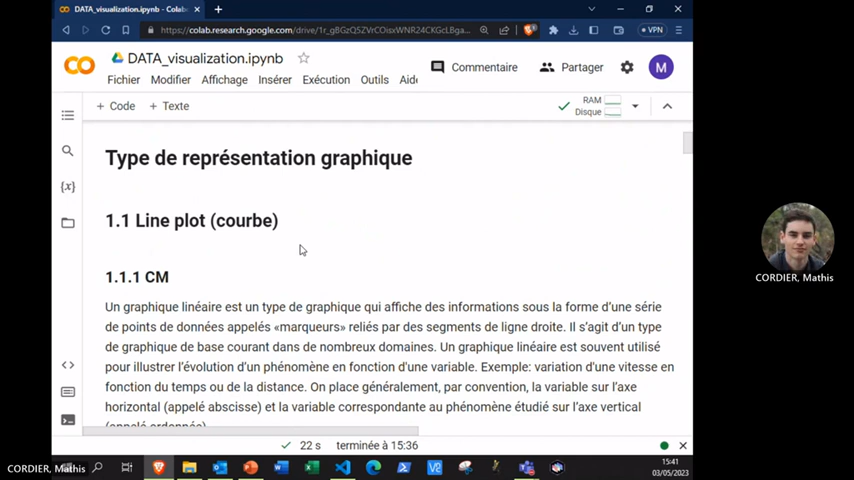 DATA_visualization.ipynb - Colab
https://colab.research.google.com/drive/1r_gBGzQ5ZVrCOisxWNR24CKGcLBga...
VPN
DATA_visualization.ipynb
Fichier Modifier Affichage Insérer Exécution Outils Aide
Commentaire
Partager
M
+ Code + Texte
RAM
Disque
Type de représentation graphique
1.1 Line plot (courbe)
1.1.1 CM
Un graphique linéaire est un type de graphique qui affiche des informations sous la forme d'une série
de points de données appelés «marqueurs» reliés par des segments de ligne droite. Il s'agit d'un type
de graphique de base courant dans de nombreux domaines. Un graphique linéaire est souvent utilisé
pour illustrer l'évolution d'un phénomène en fonction d'une variable. Exemple: variation d'une vitesse en
fonction du temps ou de la distance. On place généralement, par convention, la variable sur l'axe
horizontal (appelé abscisse) et la variable correspondante au phénomène étudié sur l'axe vertical
(appelé ordonnée).
22 s terminée à 15:36
CORDIER, Mathis
CORDIER, Mathis
15:41
03/05/2023